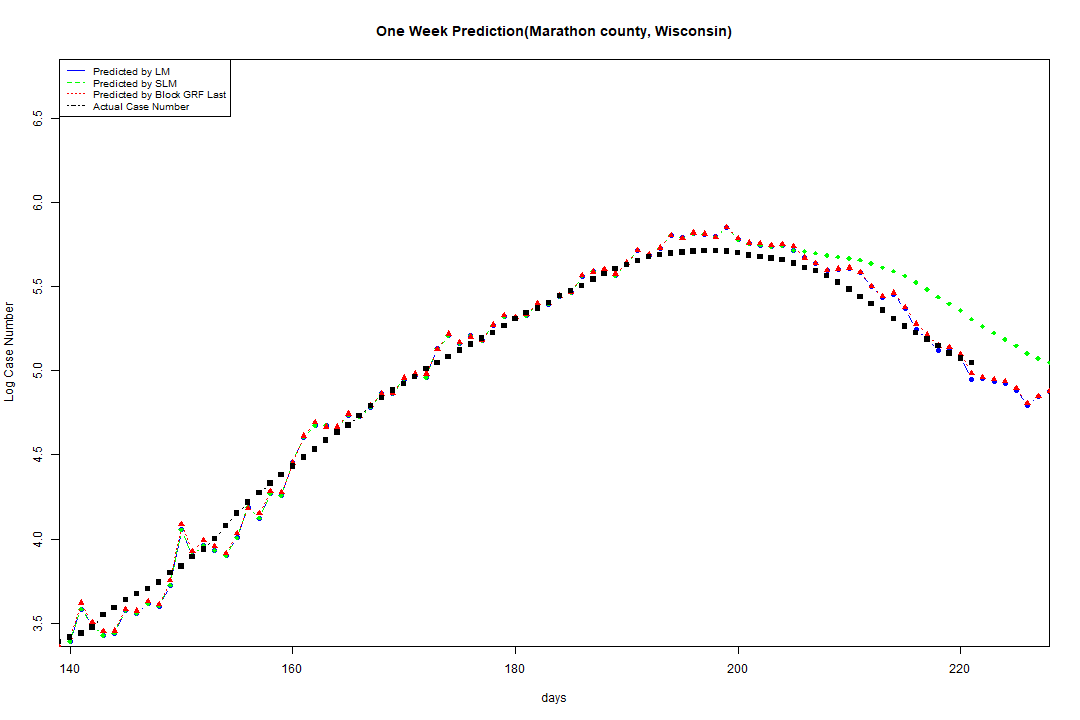 One Week Prediction(Marathon county, Wisconsin)
Predicted by LM
Predicted by SLM
Predicted by Block GRF Last
Actual Case Number
Log Case Number
6.5
6.0
5.5
5.0
4.5
4.0
3.5
140 160 180 200 220
days